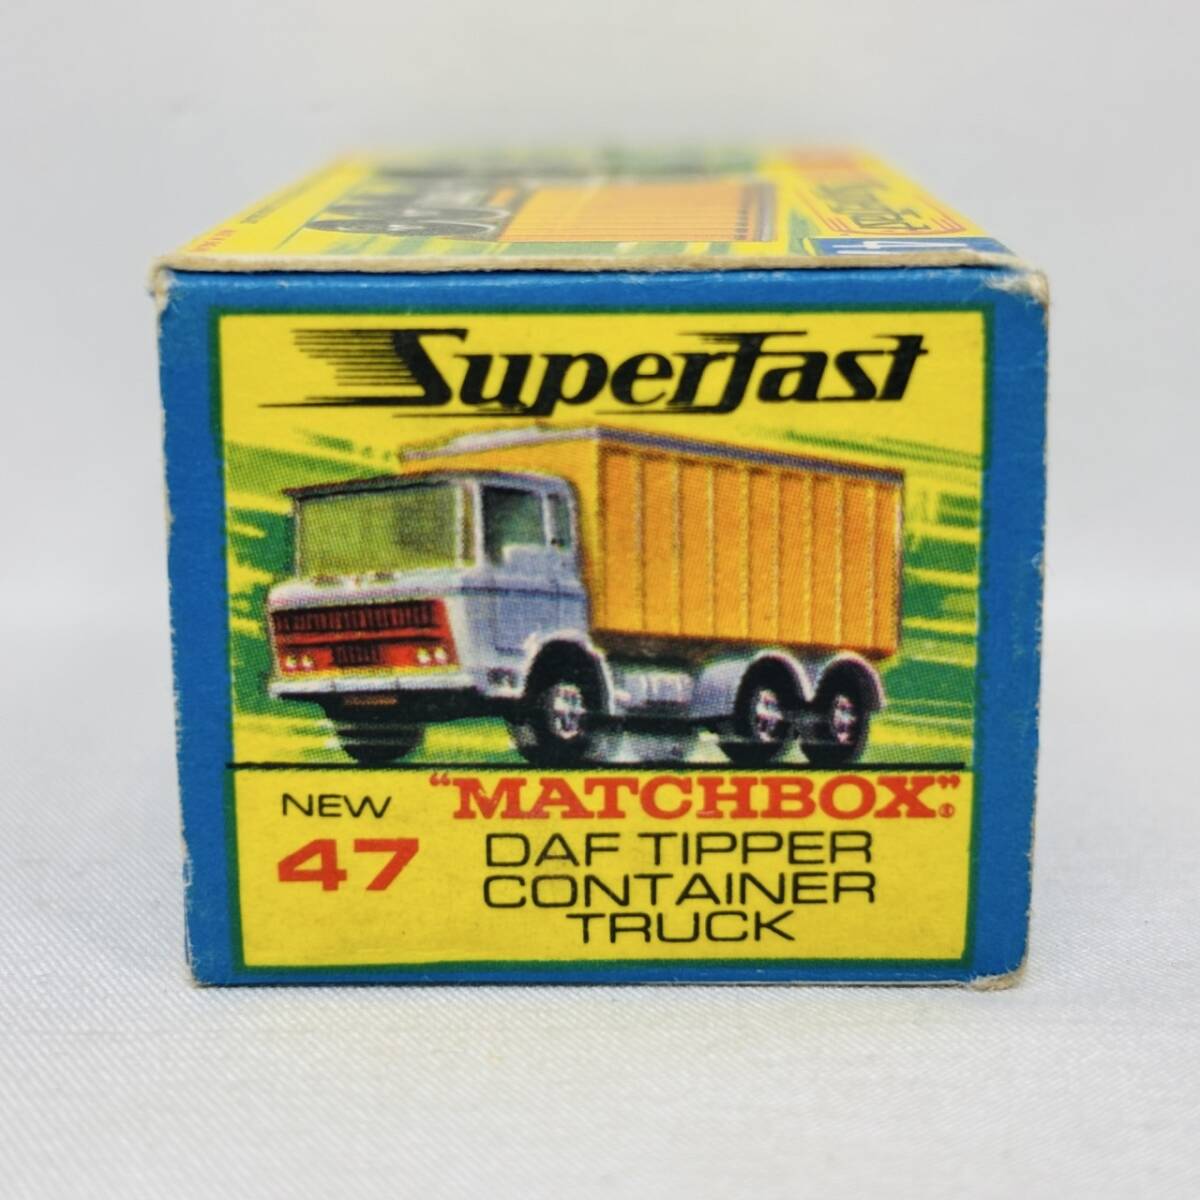 Superfast
NEW "MATCHBOX"®
47 DAF TIPPER
CONTAINER
TRUCK